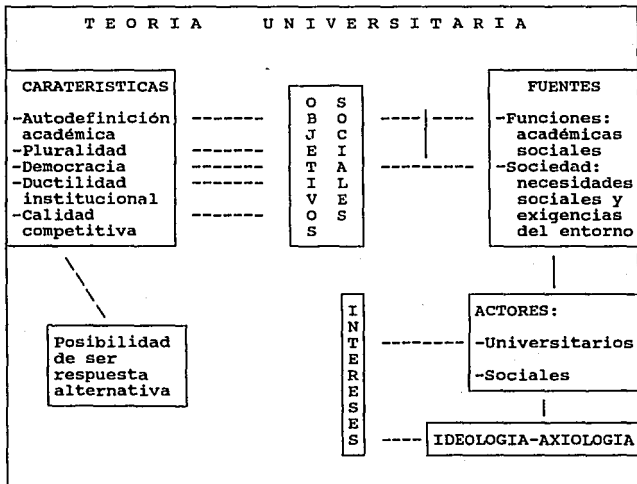 TEORIA UNIVERSITARIA
CARATERISTICAS
-Autodefinición
académica
-Pluralidad
-Democracia
-Ductilidad
institucional
-Calidad
competitiva
OBJETIVOS
SOCIALES
FUENTES
-Funciones:
académicas
sociales
-Sociedad:
necesidades
sociales y
exigencias
del entorno
Posibilidad
de ser
respuesta
alternativa
INTERESES
ACTORES:
-Universitarios
-Sociales
IDEOLOGIA-AXIOLOGIA